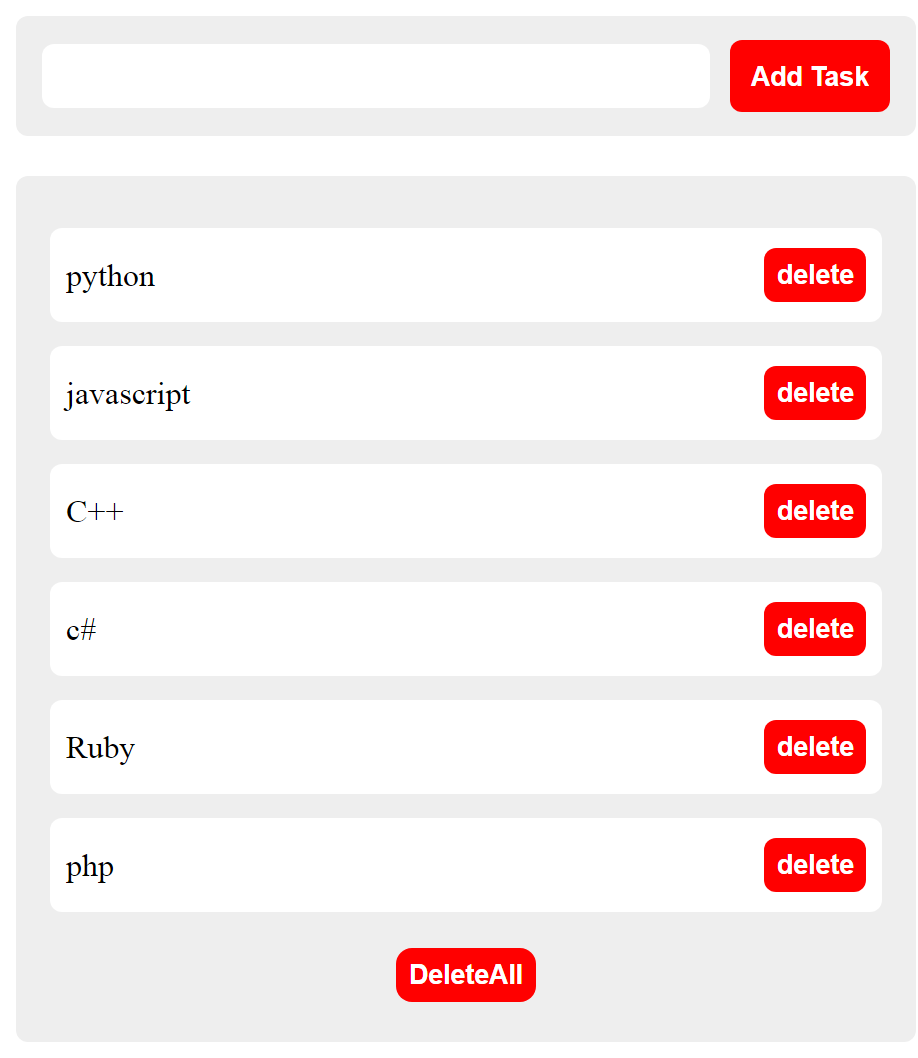 Add Task
python delete
javascript delete
C++ delete
c# delete
Ruby delete
php delete
DeleteAll